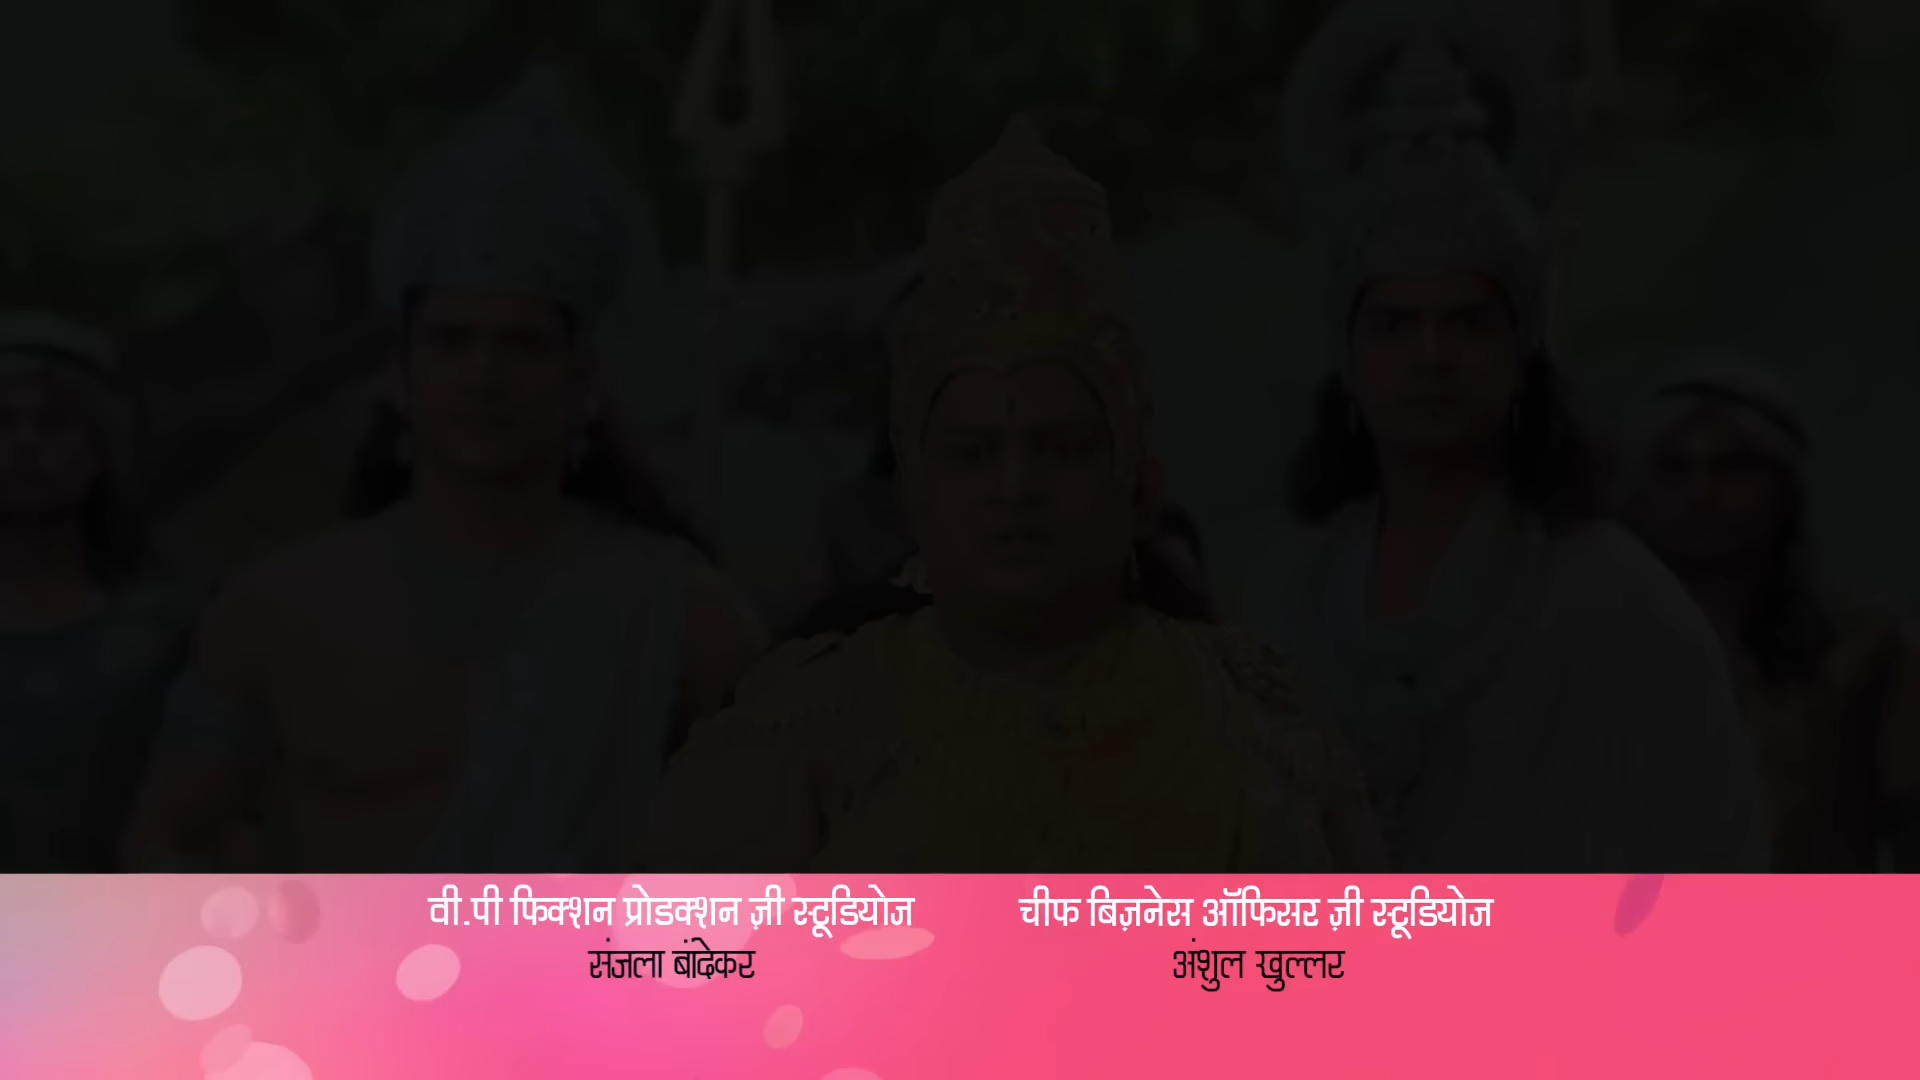 वी.पी फिक्शन प्रोडक्शन ज़ी स्टूडियोज
संजला बांदेकर
चीफ बिज़नेस ऑफिसर ज़ी स्टूडियोज
अंशुल खुल्लर